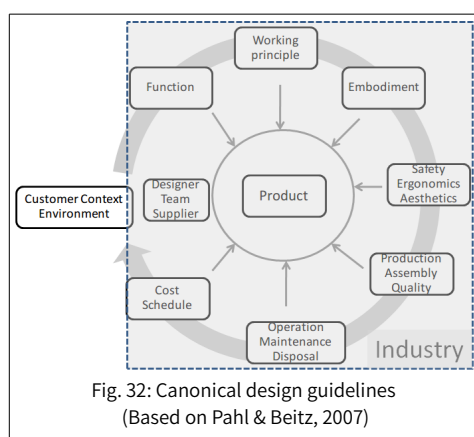 Working
principle
Function
Embodiment
Safety
Ergonomics
Aesthetics
Customer Context
Environment
Designer
Team
Supplier
Product
Production
Assembly
Quality
Cost
Schedule
Operation
Maintenance
Disposal
Industry
Fig. 32: Canonical design guidelines
(Based on Pahl & Beitz, 2007)